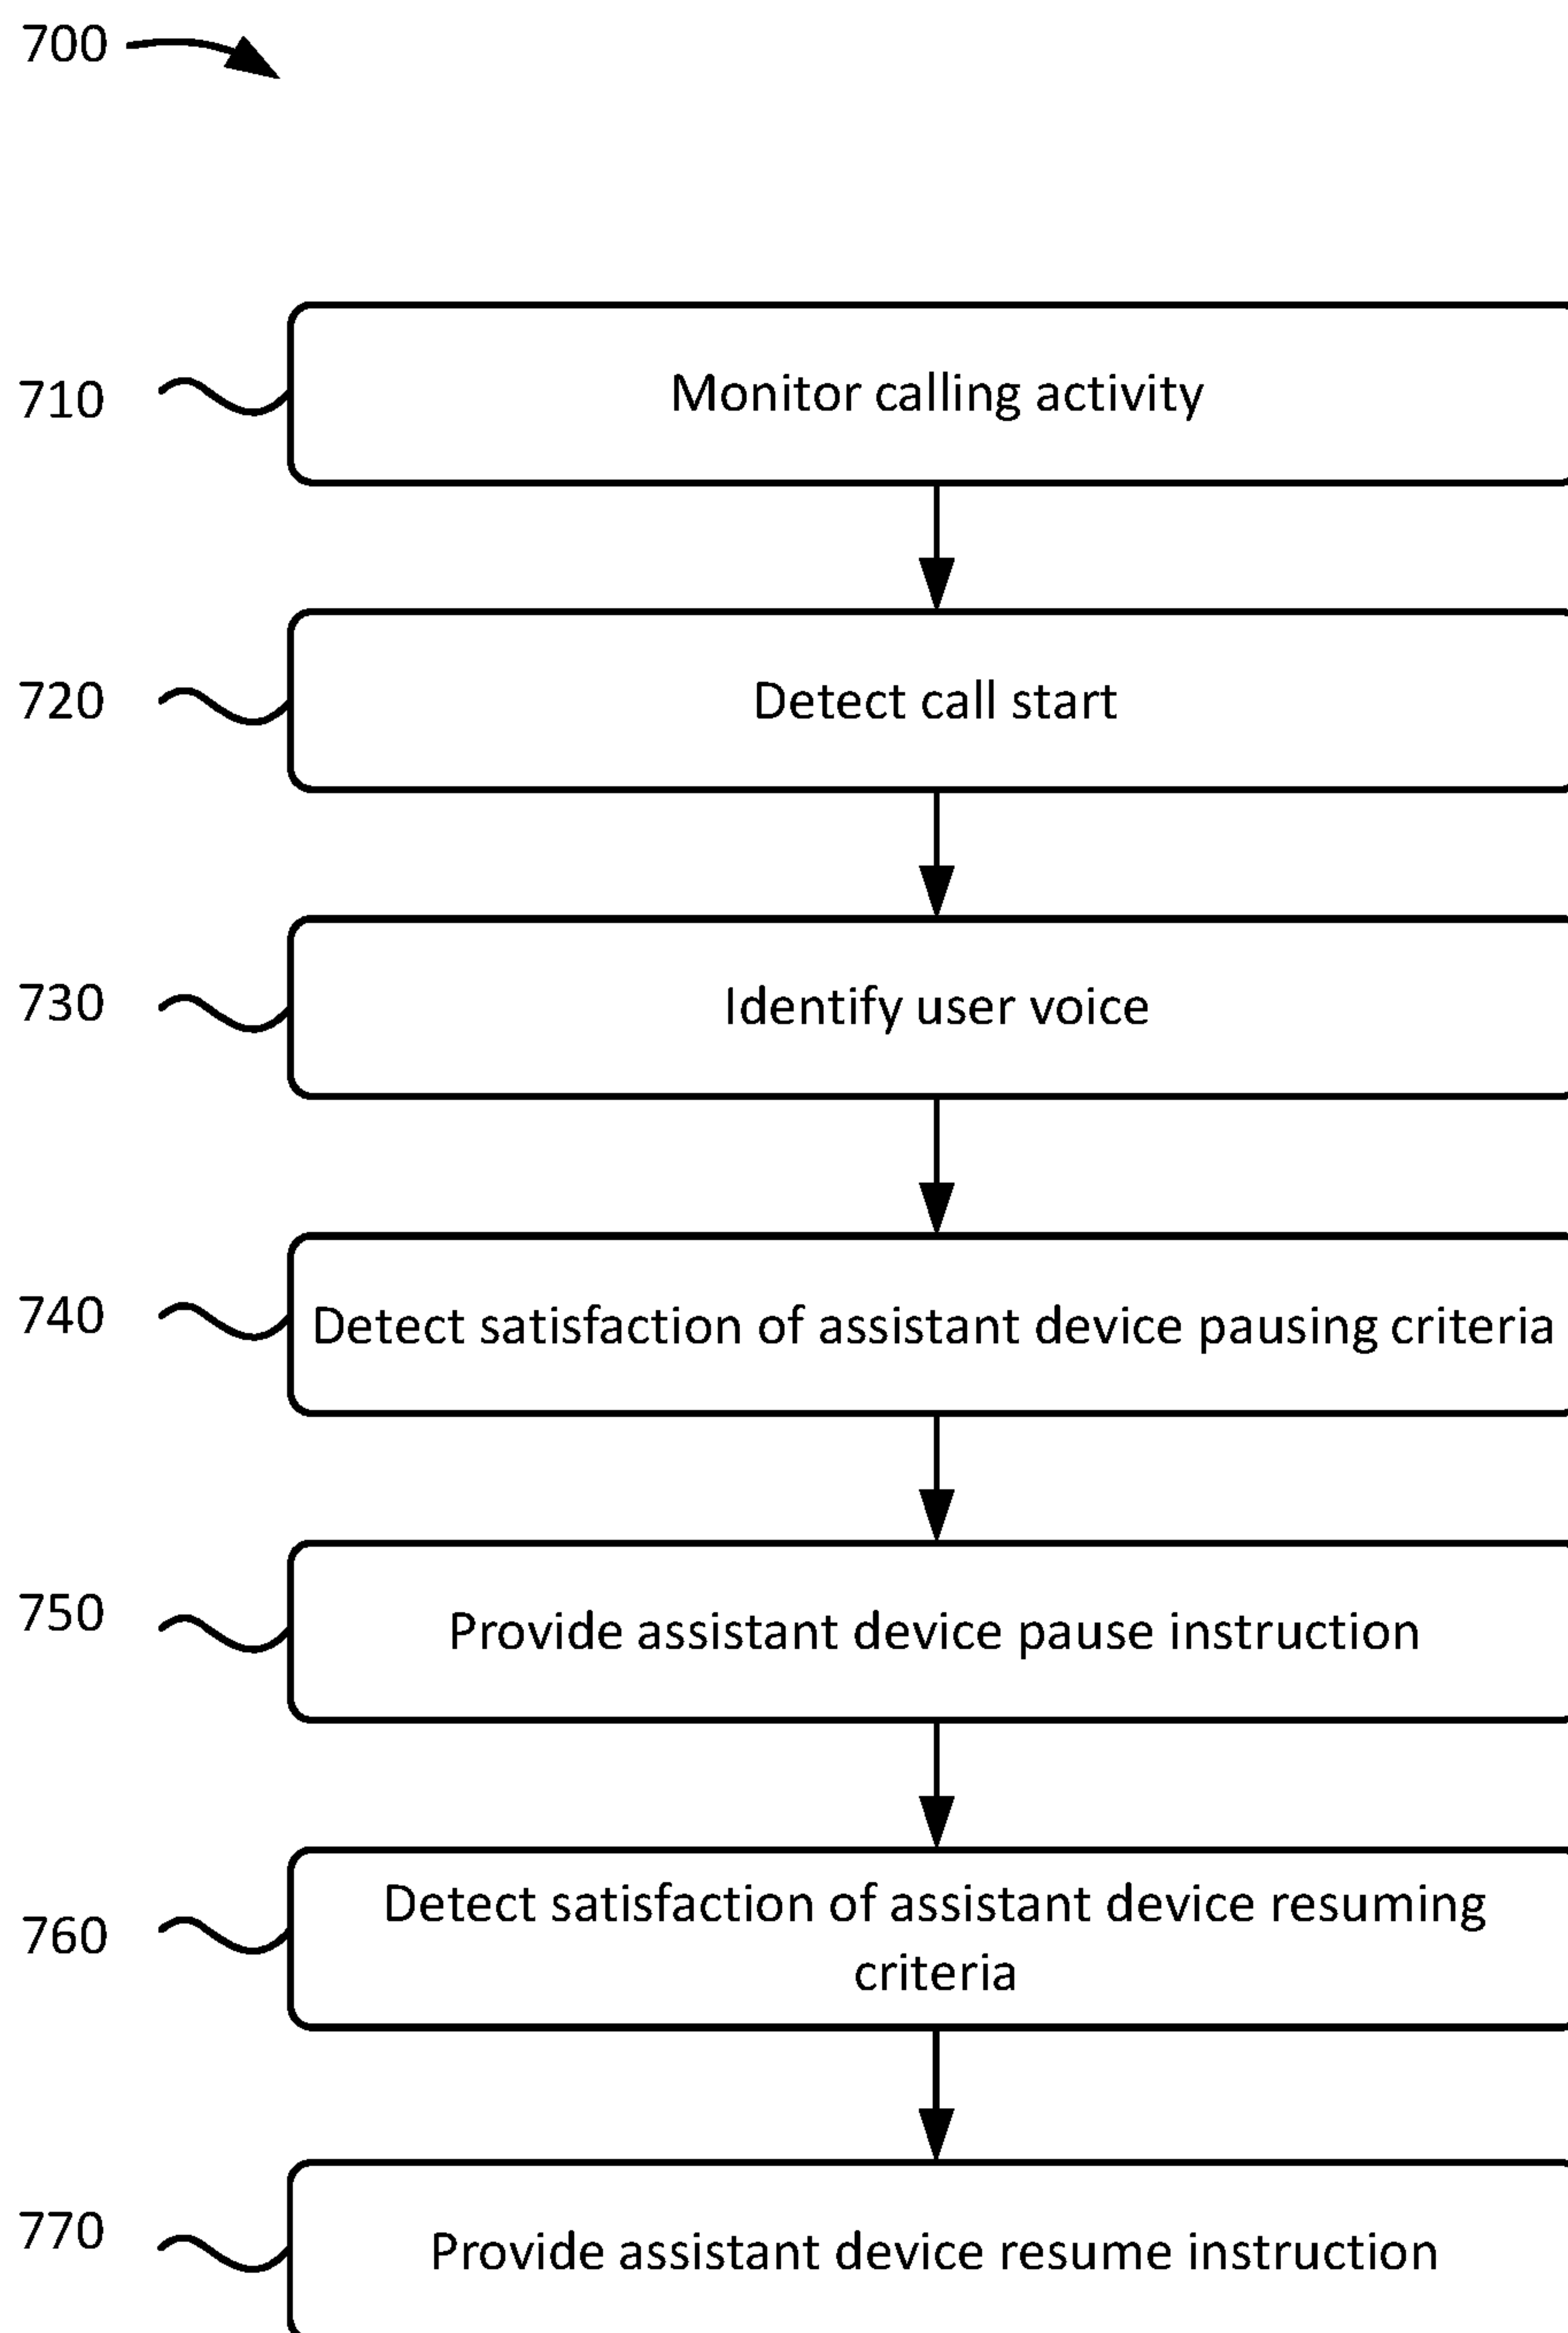 700
710
Monitor calling activity
720
Detect call start
730
Identify user voice
740
Detect satisfaction of assistant device pausing criteria
750
Provide assistant device pause instruction
760
Detect satisfaction of assistant device resuming
criteria
770
Provide assistant device resume instruction